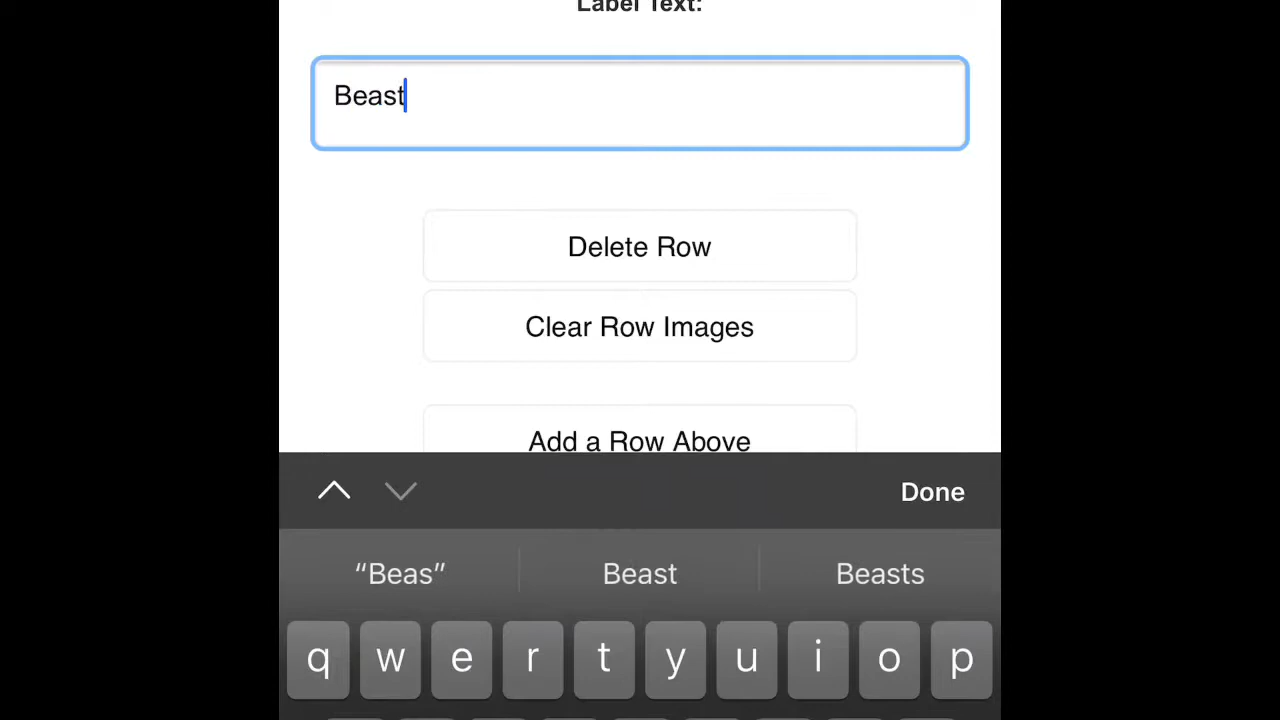 Label Text:
Beast
Delete Row
Clear Row Images
Add a Row Above
Done
“Beas” Beast Beasts
q w e r t y u i o p